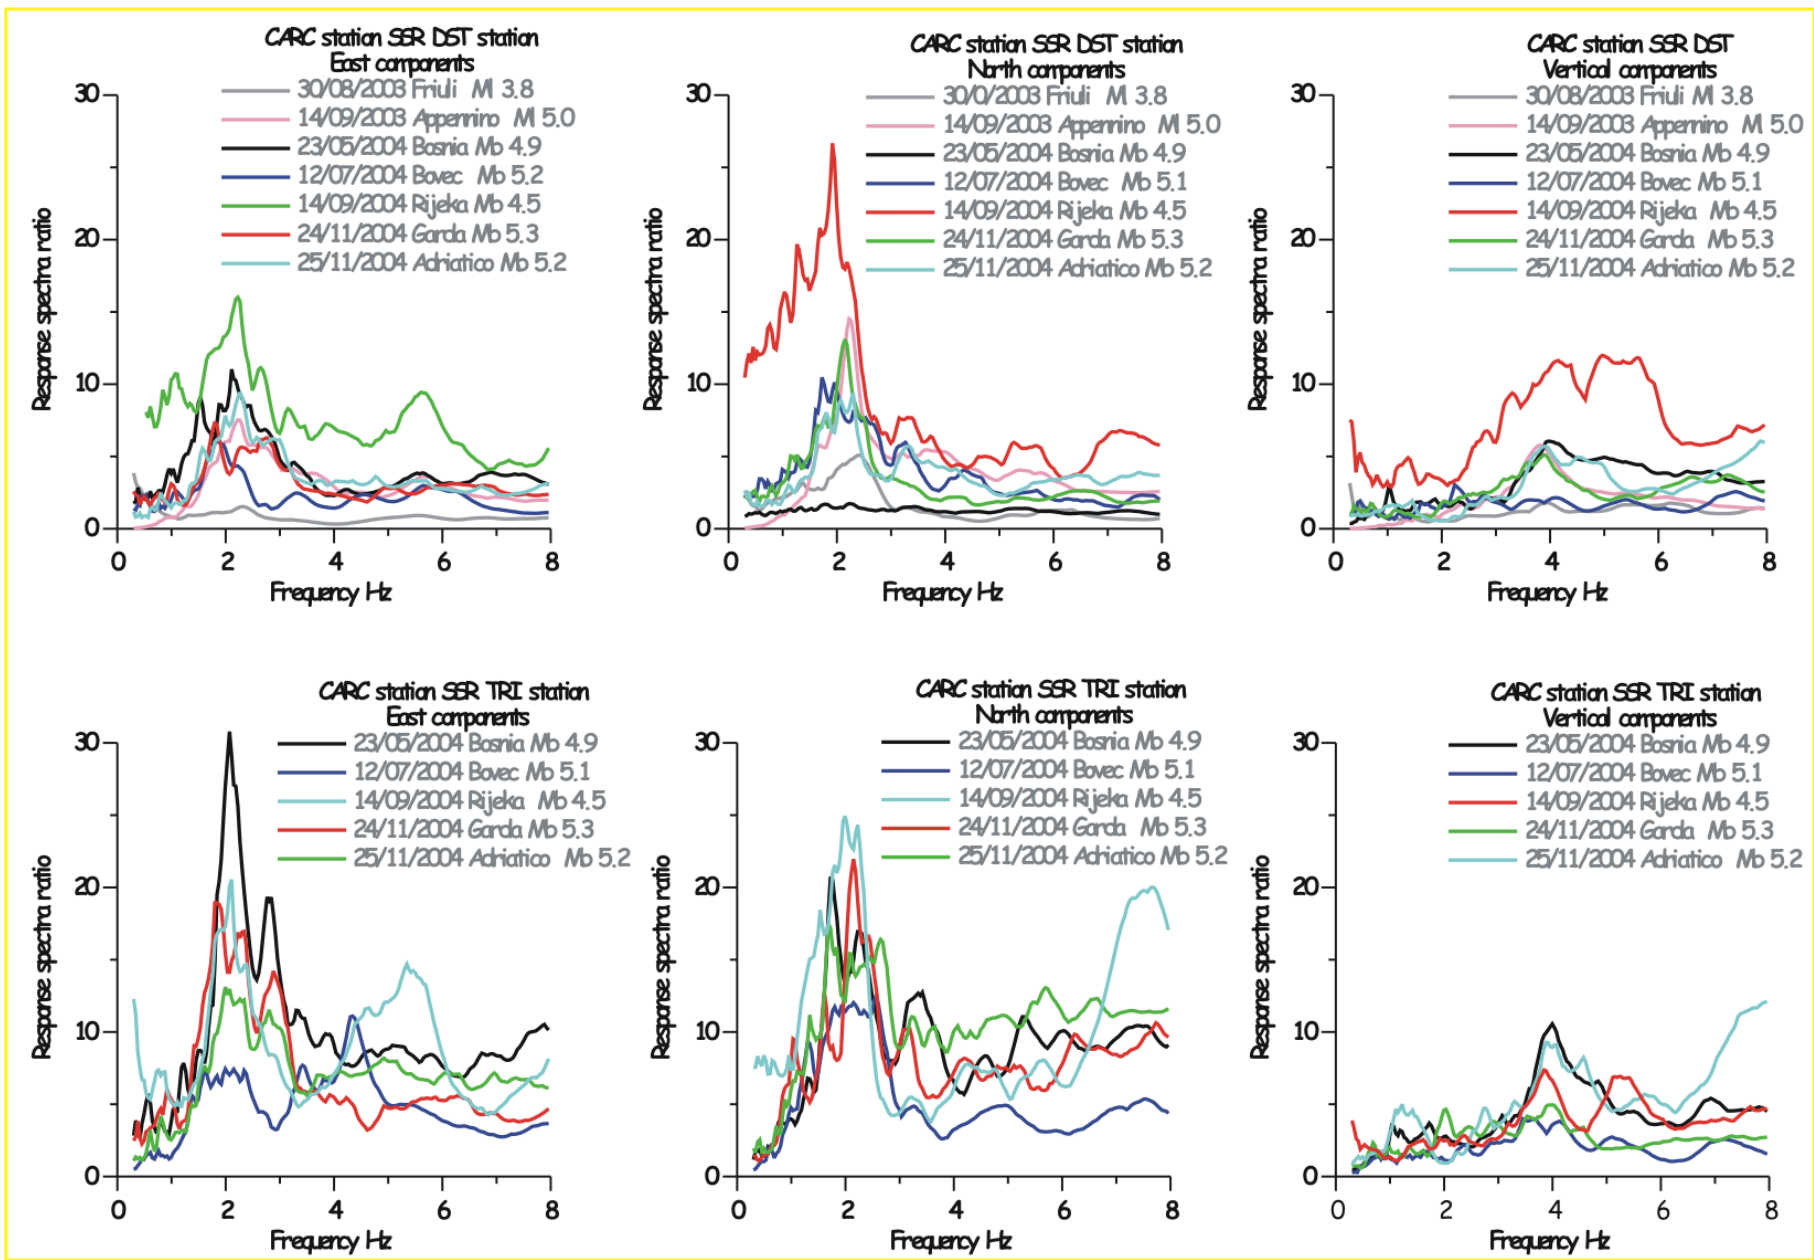 CARC station SSR DST station
East components
30/08/2003 Friuli Ml 3.8
14/09/2003 Appennino Ml 5.0
23/05/2004 Bosnia Mb 4.9
12/07/2004 Bovec Mb 5.2
14/09/2004 Rijeka Mb 4.5
24/11/2004 Garda Mb 5.3
25/11/2004 Adriatico Mb 5.2
30
20
10
0
Response spectra ratio
0 2 4 6 8
Frequency Hz
CARC station SSR DST station
North components
30/0/2003 Friuli Ml 3.8
14/09/2003 Appennino Ml 5.0
23/05/2004 Bosnia Mb 4.9
12/07/2004 Bovec Mb 5.1
14/09/2004 Rijeka Mb 4.5
24/11/2004 Garda Mb 5.3
25/11/2004 Adriatico Mb 5.2
30
20
10
0
Response spectra ratio
0 2 4 6 8
Frequency Hz
CARC station SSR DST
Vertical components
30/08/2003 Friuli Ml 3.8
14/09/2003 Appennino Ml 5.0
23/05/2004 Bosnia Mb 4.9
12/07/2004 Bovec Mb 5.1
14/09/2004 Rijeka Mb 4.5
24/11/2004 Garda Mb 5.3
25/11/2004 Adriatico Mb 5.2
30
20
10
0
Response spectra ratio
0 2 4 6 8
Frequency Hz
CARC station SSR TRI station
East components
23/05/2004 Bosnia Mb 4.9
12/07/2004 Bovec Mb 5.1
14/09/2004 Rijeka Mb 4.5
24/11/2004 Garda Mb 5.3
25/11/2004 Adriatico Mb 5.2
30
20
10
0
Response spectra ratio
0 2 4 6 8
Frequency Hz
CARC station SSR TRI station
North components
23/05/2004 Bosnia Mb 4.9
12/07/2004 Bovec Mb 5.1
14/09/2004 Rijeka Mb 4.5
24/11/2004 Garda Mb 5.3
25/11/2004 Adriatico Mb 5.2
30
20
10
0
Response spectra ratio
0 2 4 6 8
Frequency Hz
CARC station SSR TRI station
Vertical components
23/05/2004 Bosnia Mb 4.9
12/07/2004 Bovec Mb 5.1
14/09/2004 Rijeka Mb 4.5
24/11/2004 Garda Mb 5.3
25/11/2004 Adriatico Mb 5.2
30
20
10
0
Response spectra ratio
0 2 4 6 8
Frequency Hz